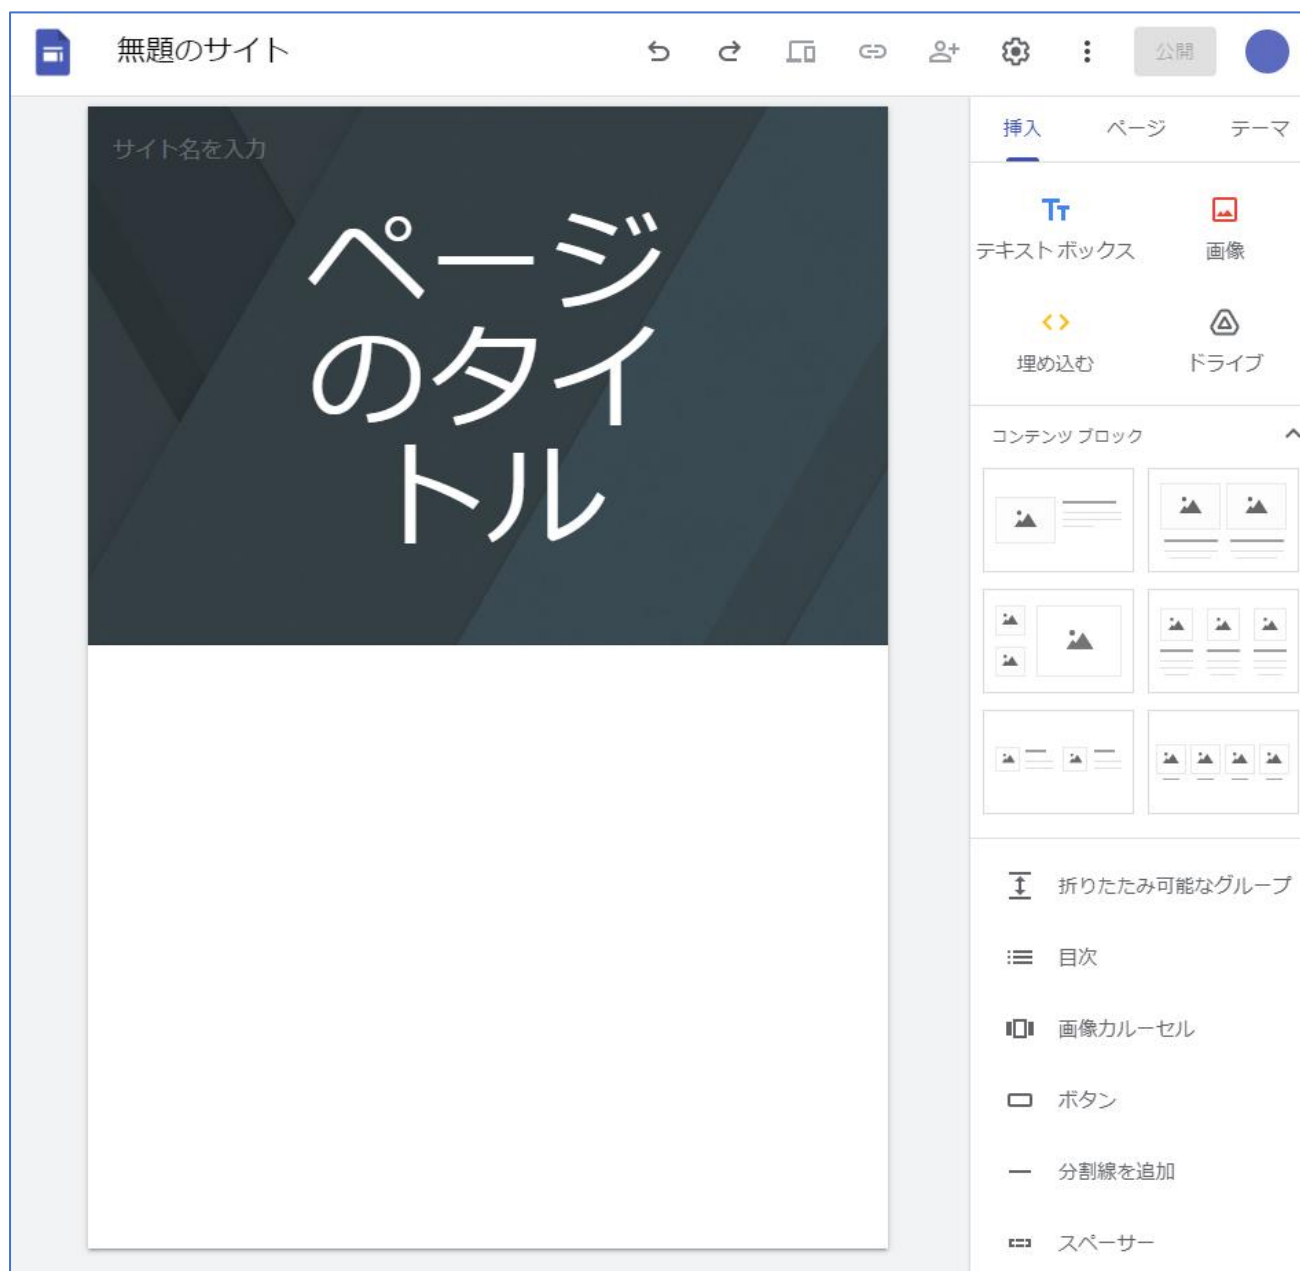 無題のサイト
公開
サイト名を入力
ページ
のタイ
トル
挿入
ページ
テーマ
Tт
テキスト ボックス
画像
埋め込む
ドライブ
コンテンツ ブロック
折りたたみ可能なグループ
目次
画像カルーセル
ボタン
分割線を追加
スペーサー